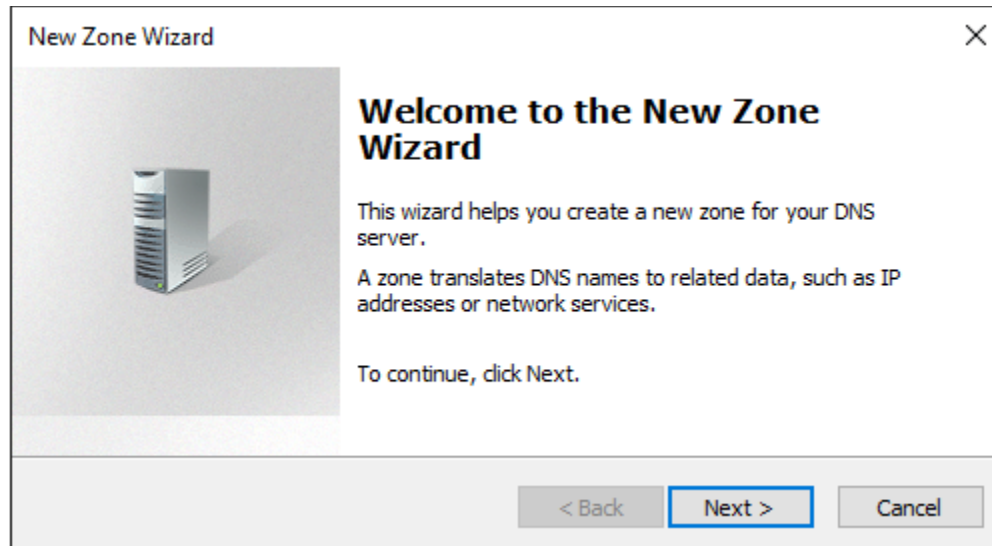 New Zone Wizard
Welcome to the New Zone
Wizard
This wizard helps you create a new zone for your DNS
server.
A zone translates DNS names to related data, such as IP
addresses or network services.
To continue, click Next.
< Back
Next >
Cancel